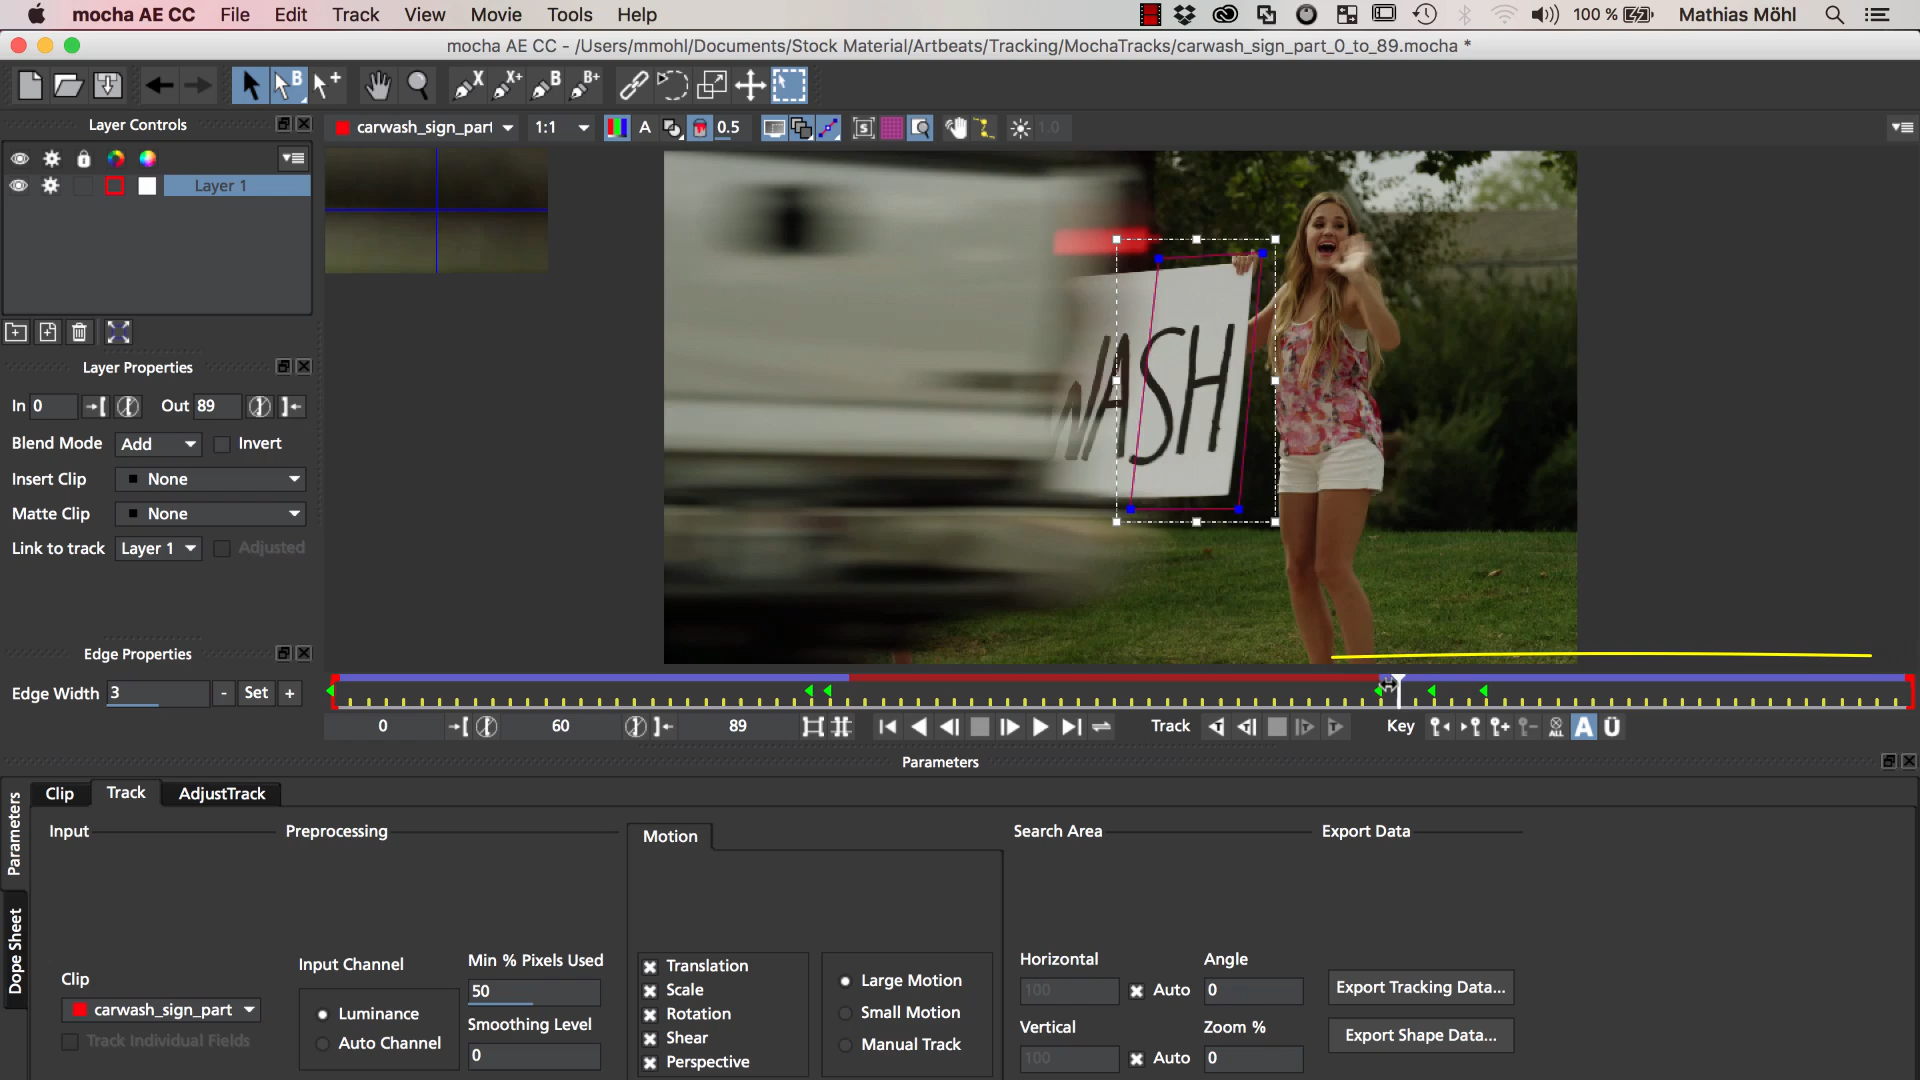 mocha AE CC File Edit Track View Movie Tools Help 100 % Mathias Möhl
mocha AE CC - /Users/mmohl/Documents/Stock Material/Artbeats/Tracking/MochaTracks/carwash_sign_part_0_to_89.mocha *
B X X+ B B+
Layer Controls
carwash_sign_part 1:1 A 0.5 S 1.0
Layer 1
WASH
Layer Properties
In 0 Out 89
Blend Mode Add Invert
Insert Clip None
Matte Clip None
Link to track Layer 1 Adjusted
Edge Properties
Edge Width 3 - Set +
0 60 89 Track Key ALL A Ü
Parameters
Parameters
Dope Sheet
Clip Track AdjustTrack
Input Preprocessing Motion Search Area Export Data
Clip
carwash_sign_part
Track Individual Fields
Input Channel
Luminance
Auto Channel
Min % Pixels Used
50
Smoothing Level
0
Translation
Scale
Rotation
Shear
Perspective
Large Motion
Small Motion
Manual Track
Horizontal Angle
100 Auto 0
Vertical Zoom %
100 Auto 0
Export Tracking Data...
Export Shape Data...